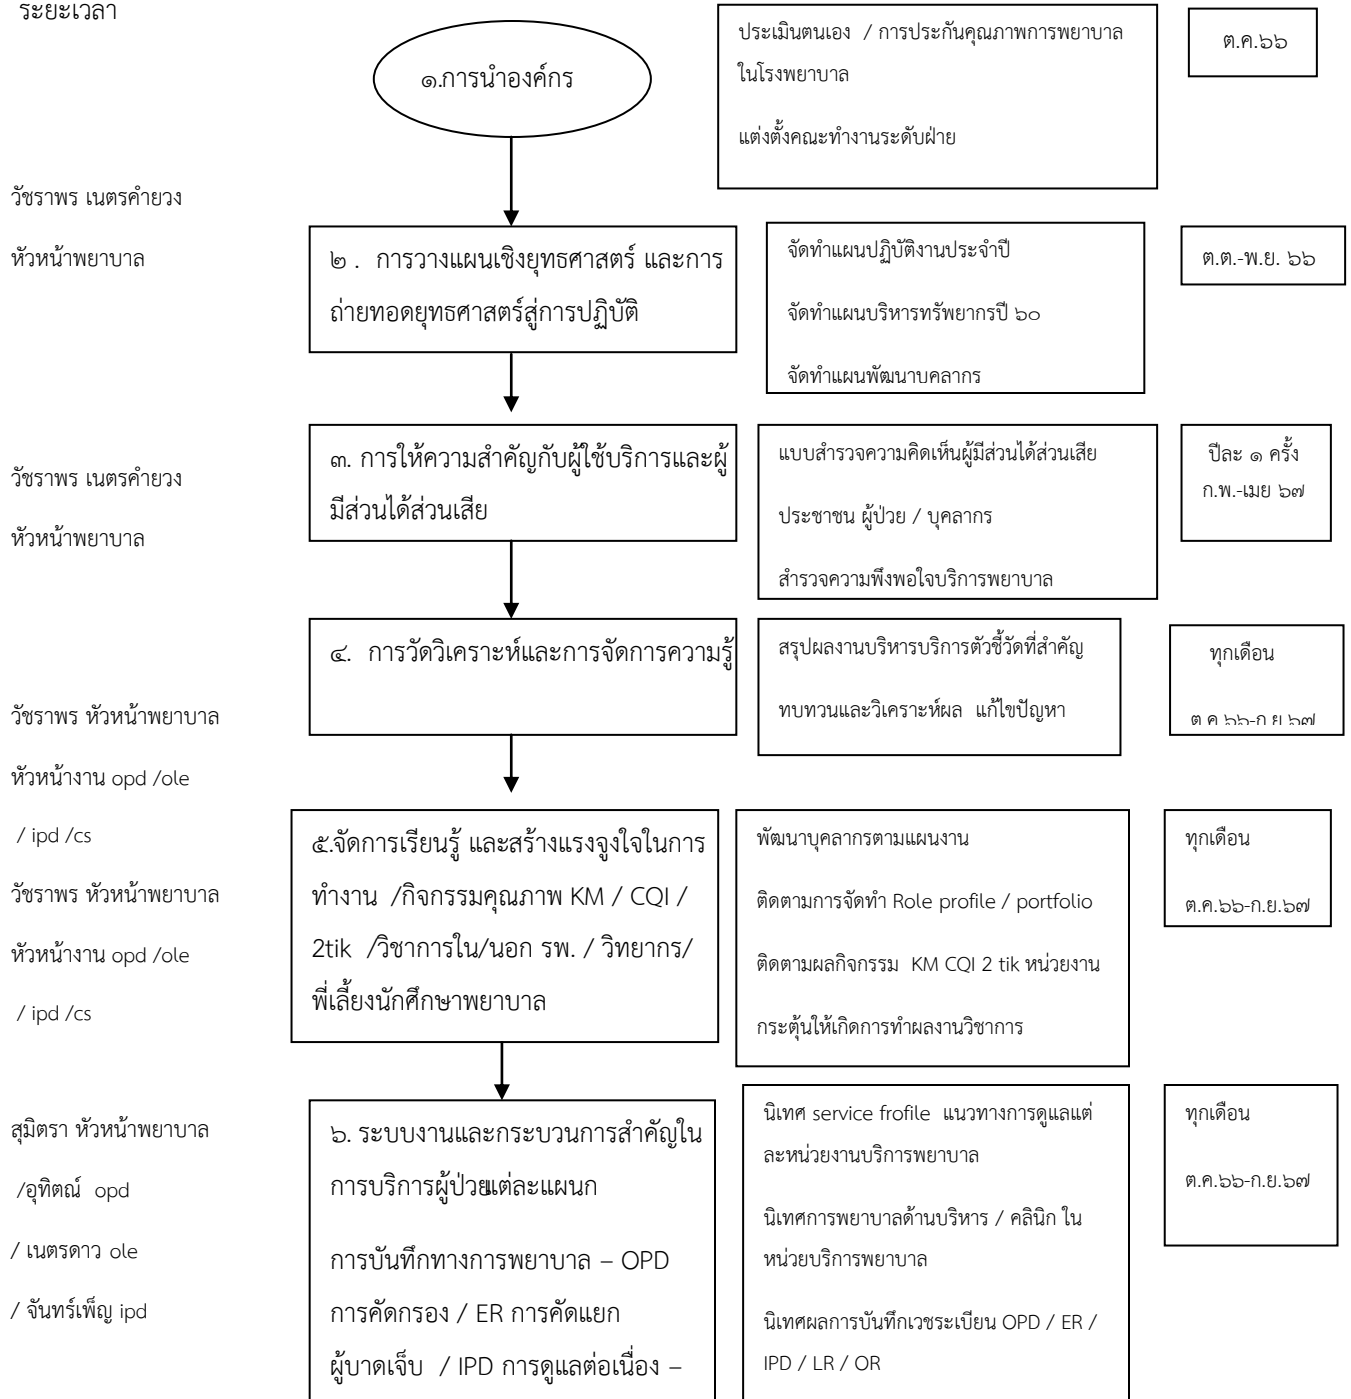 ระยะเวลา
๑.การนำองค์กร
ประเมินตนเอง / การประกันคุณภาพการพยาบาล
ในโรงพยาบาล
แต่งตั้งคณะทำงานระดับฝ่าย
ต.ค.๖๖
วัชราพร เนตรคำยวง
หัวหน้าพยาบาล
๒ . การวางแผนเชิงยุทธศาสตร์ และการ
ถ่ายทอดยุทธศาสตร์สู่การปฏิบัติ
จัดทำแผนปฏิบัติงานประจำปี
จัดทำแผนบริหารทรัพยากรปี ๖๐
จัดทำแผนพัฒนาบคลากร
ต.ต.-พ.ย. ๖๖
วัชราพร เนตรคำยวง
หัวหน้าพยาบาล
๓. การให้ความสำคัญกับผู้ใช้บริการและผู้
มีส่วนได้ส่วนเสีย
แบบสำรวจความคิดเห็นผู้มีส่วนได้ส่วนเสีย
ประชาชน ผู้ป่วย / บุคลากร
สำรวจความพึงพอใจบริการพยาบาล
ปีละ ๑ ครั้ง
ก.พ.-เมย ๖๗
๔. การวัดวิเคราะห์และการจัดการความรู้
สรุปผลงานบริหารบริการตัวชี้วัดที่สำคัญ
ทบทวนและวิเคราะห์ผล แก้ไขปัญหา
ทุกเดือน
ต.ค.๖๖-ก.ย.๖๗
วัชราพร หัวหน้าพยาบาล
หัวหน้างาน opd /ole
/ ipd /cs
๕.จัดการเรียนรู้ และสร้างแรงจูงใจในการ
ทำงาน /กิจกรรมคุณภาพ KM / CQI /
2tik /วิชาการใน/นอก รพ. / วิทยากร/
พี่เลี้ยงนักศึกษาพยาบาล
พัฒนาบุคลากรตามแผนงาน
ติดตามการจัดทำ Role profile / portfolio
ติดตามผลกิจกรรม KM CQI 2 tik หน่วยงาน
กระตุ้นให้เกิดการทำผลงานวิชาการ
ทุกเดือน
ต.ค.๖๖-ก.ย.๖๗
วัชราพร หัวหน้าพยาบาล
หัวหน้างาน opd /ole
/ ipd /cs
๖. ระบบงานและกระบวนการสำคัญใน
การบริการผู้ป่วยแต่ละแผนก
การบันทึกทางการพยาบาล – OPD
การคัดกรอง / ER การคัดแยก
ผู้บาดเจ็บ / IPD การดูแลต่อเนื่อง –
นิเทศ service frofile แนวทางการดูแลแต่
ละหน่วยงานบริการพยาบาล
นิเทศการพยาบาลด้านบริหาร / คลินิก ใน
หน่วยบริการพยาบาล
นิเทศผลการบันทึกเวชระเบียน OPD / ER /
IPD / LR / OR
ทุกเดือน
ต.ค.๖๖-ก.ย.๖๗
สุมิตรา หัวหน้าพยาบาล
/อุทิตณ์ opd
/ เนตรดาว ole
/ จันทร์เพ็ญ ipd